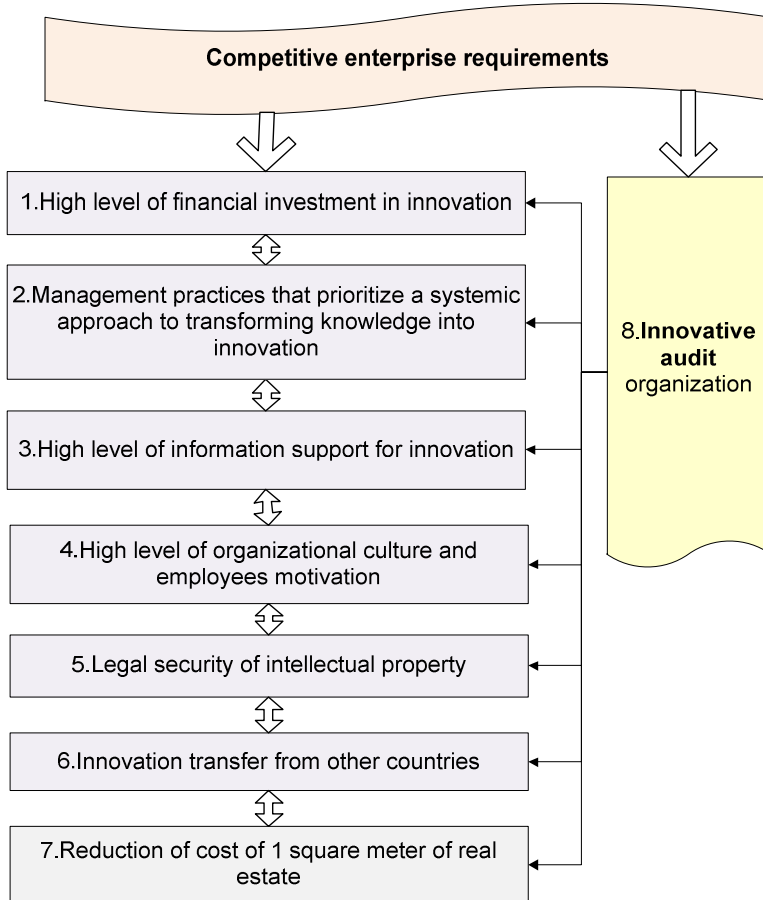 Competitive enterprise requirements
1.High level of financial investment in innovation
2.Management practices that prioritize a systemic
approach to transforming knowledge into
innovation
3.High level of information support for innovation
4.High level of organizational culture and
employees motivation
5.Legal security of intellectual property
6.Innovation transfer from other countries
7.Reduction of cost of 1 square meter of real
estate
8.Innovative
audit
organization